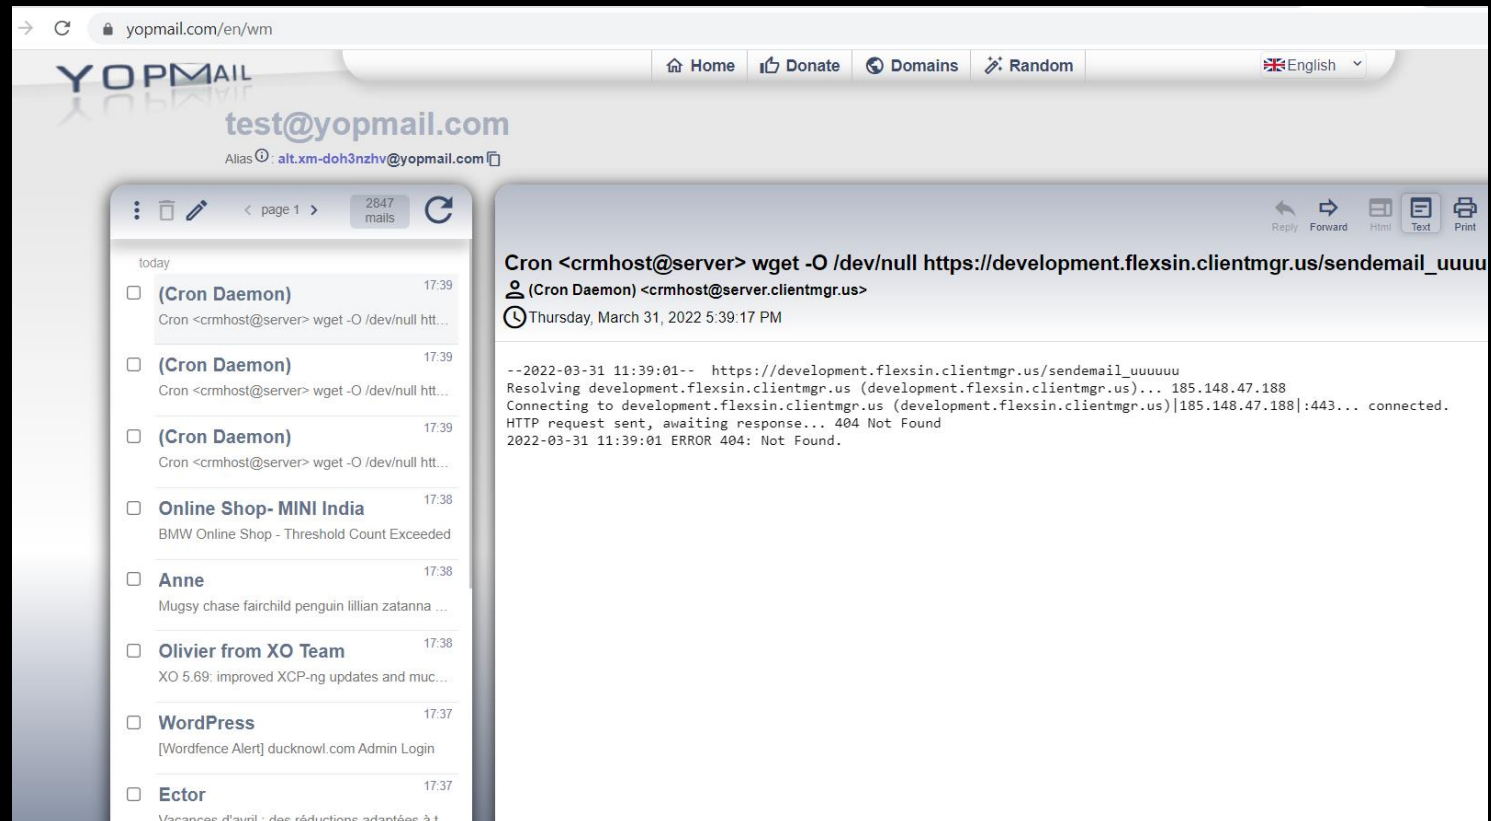 yopmail.com/en/wm
YOPMAIL
Home
Donate
Domains
Random
English
test@yopmail.com
Alias : alt.xm-doh3nzhv@yopmail.com
page 1
2847
mails
today
(Cron Daemon) 17:39
Cron <crmhost@server> wget -O /dev/null htt...
(Cron Daemon) 17:39
Cron <crmhost@server> wget -O /dev/null htt...
(Cron Daemon) 17:39
Cron <crmhost@server> wget -O /dev/null htt...
Online Shop- MINI India 17:38
BMW Online Shop - Threshold Count Exceeded
Anne 17:38
Mugsy chase fairchild penguin lillian zatanna ...
Olivier from XO Team 17:38
XO 5.69: improved XCP-ng updates and muc...
WordPress 17:37
[Wordfence Alert] ducknowl.com Admin Login
Ector 17:37
Vacances d'avril : des réductions adaptées à t...
Reply
Forward
Html
Text
Print
Cron <crmhost@server> wget -O /dev/null https://development.flexsin.clientmgr.us/sendemail_uuuu
(Cron Daemon) <crmhost@server.clientmgr.us>
Thursday, March 31, 2022 5:39:17 PM
--2022-03-31 11:39:01-- https://development.flexsin.clientmgr.us/sendemail_uuuuuu
Resolving development.flexsin.clientmgr.us (development.flexsin.clientmgr.us)... 185.148.47.188
Connecting to development.flexsin.clientmgr.us (development.flexsin.clientmgr.us)|185.148.47.188|:443... connected.
HTTP request sent, awaiting response... 404 Not Found
2022-03-31 11:39:01 ERROR 404: Not Found.